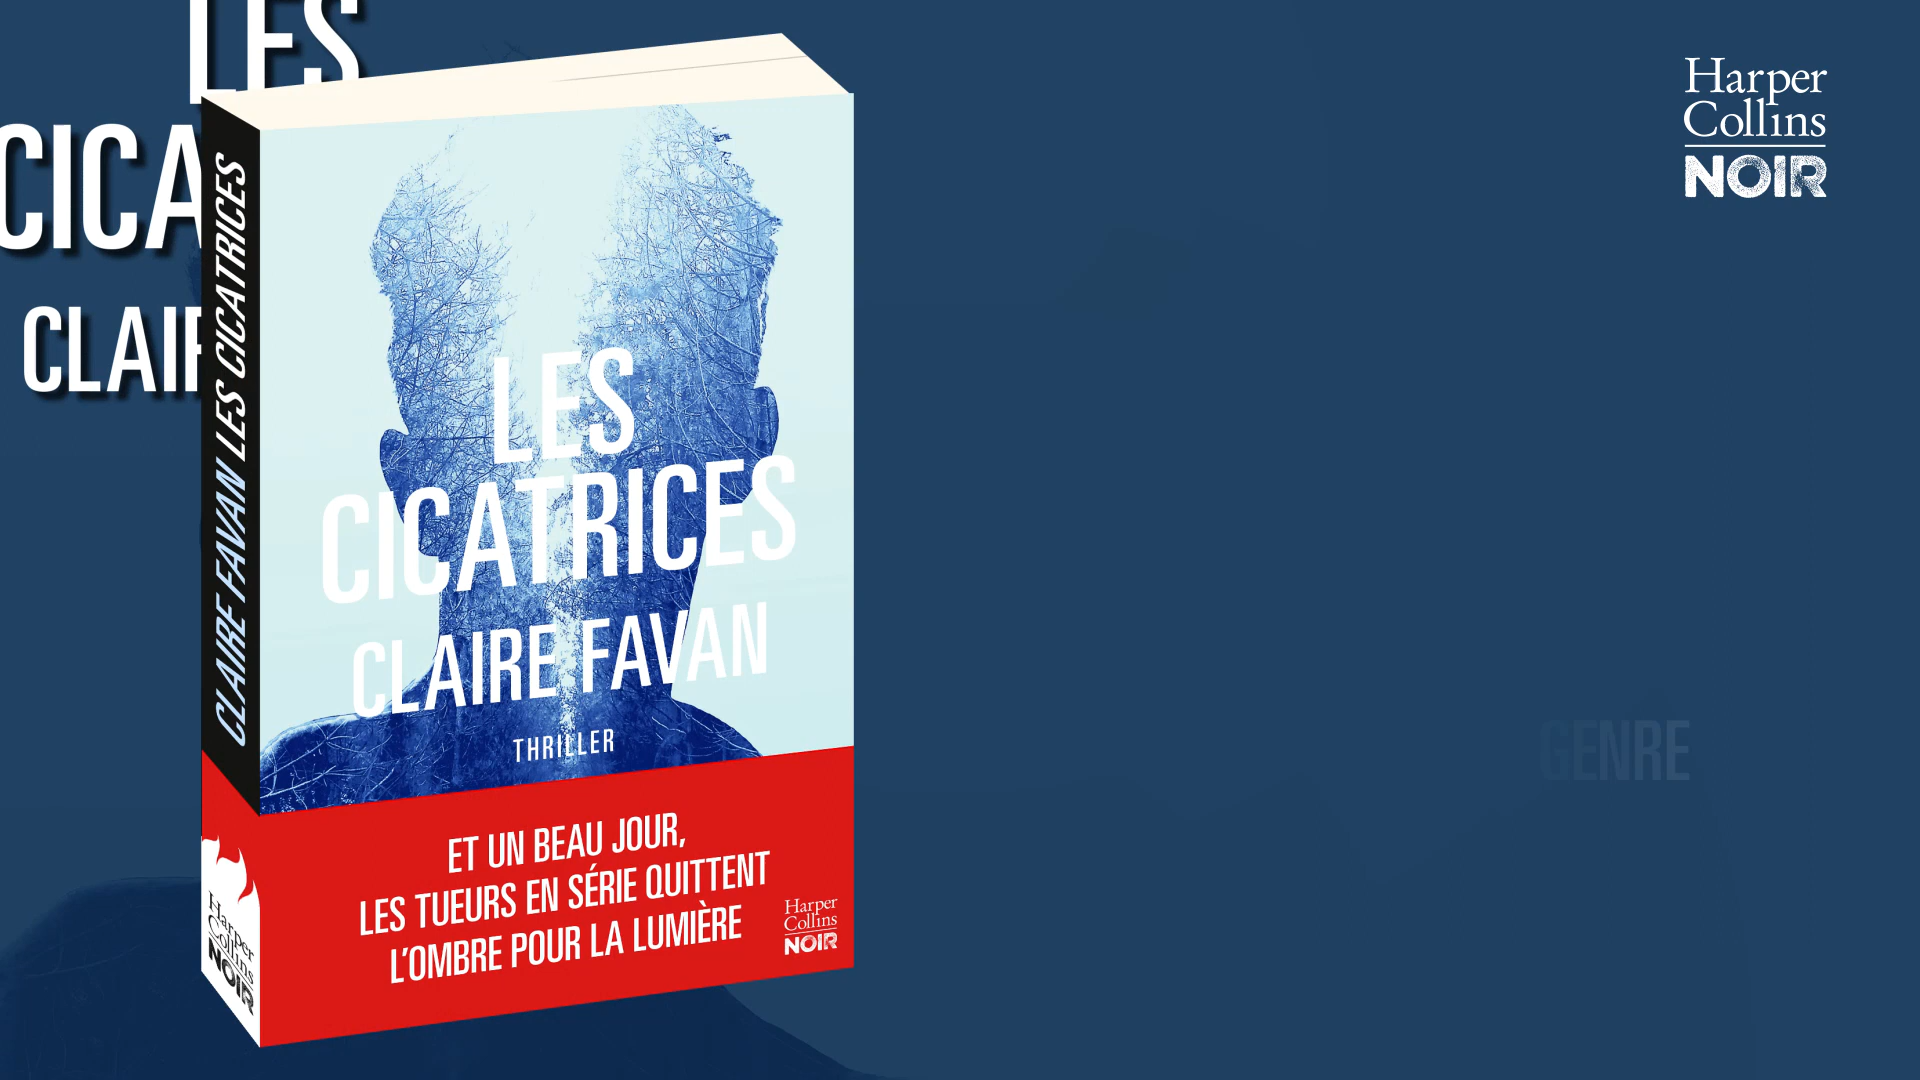 LES
CICA
CLAIR
CLAIRE FAVAN LES CICATRICES
LES
CICATRICES
CLAIRE FAVAN
THRILLER
ET UN BEAU JOUR,
LES TUEURS EN SÉRIE QUITTENT
L'OMBRE POUR LA LUMIÈRE
Harper
Collins
NOIR
Harper
Collins
NOIR
Harper
Collins
NOIR
GENRE